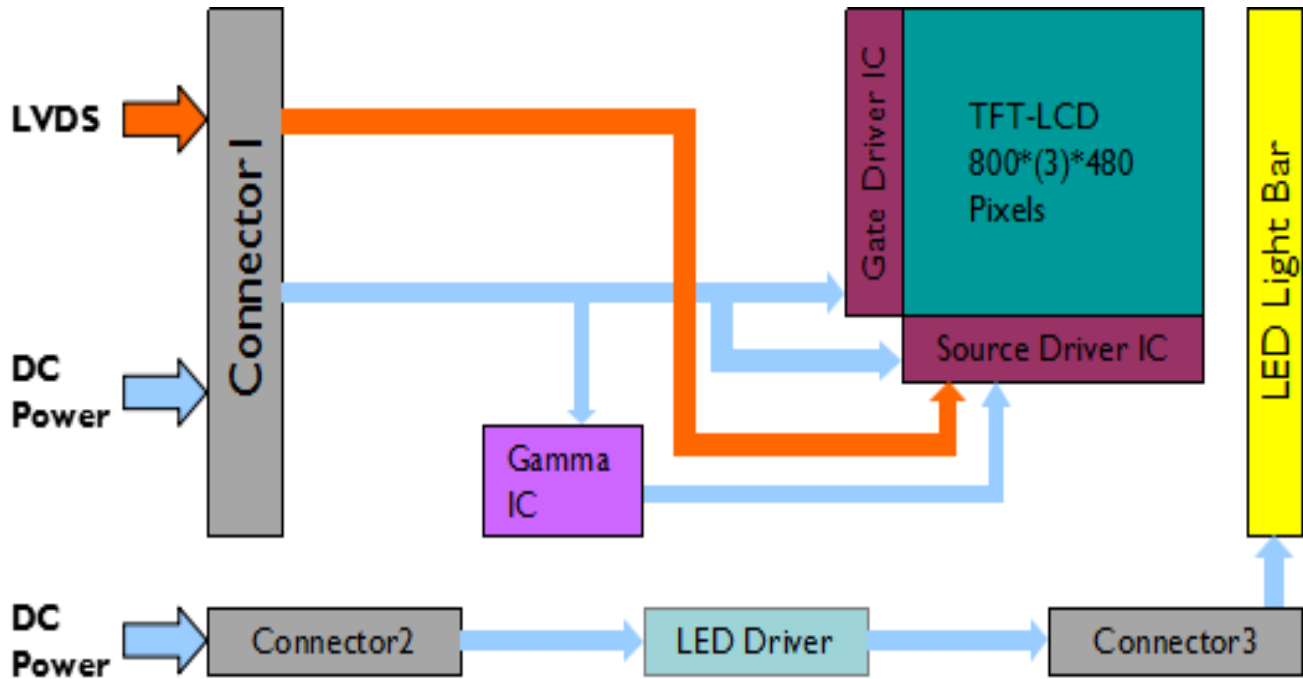 LVDS
Connector1
DC
Power
Gate Driver IC
TFT-LCD
800*(3)*480
Pixels
Source Driver IC
LED Light Bar
Gamma
IC
DC
Power
Connector2
LED Driver
Connector3